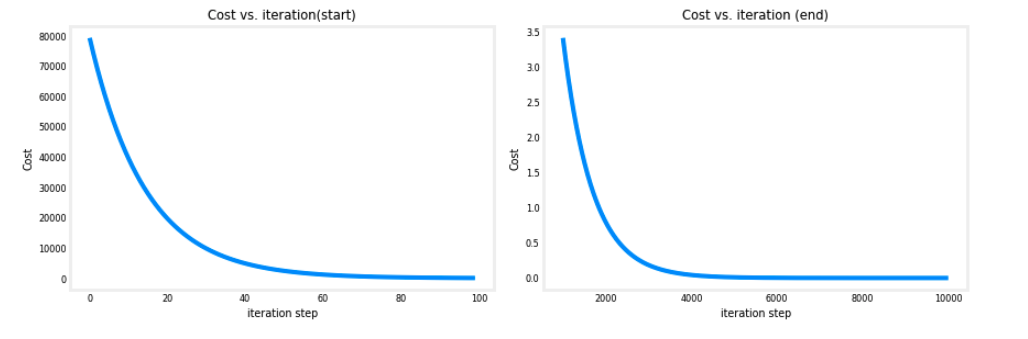 Cost vs. iteration(start)
80000
70000
60000
50000
40000
30000
20000
10000
0
Cost
0 20 40 60 80 100
iteration step
Cost vs. iteration (end)
3.5
3.0
2.5
2.0
1.5
1.0
0.5
0.0
Cost
2000 4000 6000 8000 10000
iteration step